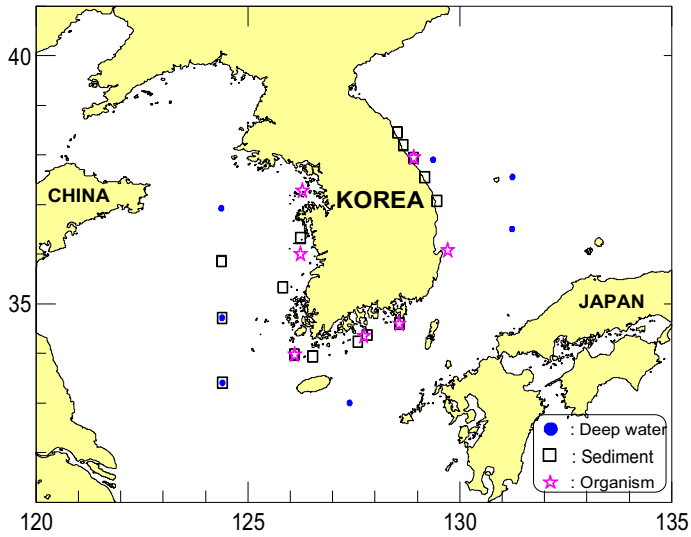 40
CHINA
KOREA
35
JAPAN
: Deep water
: Sediment
: Organism
120 125 130 135